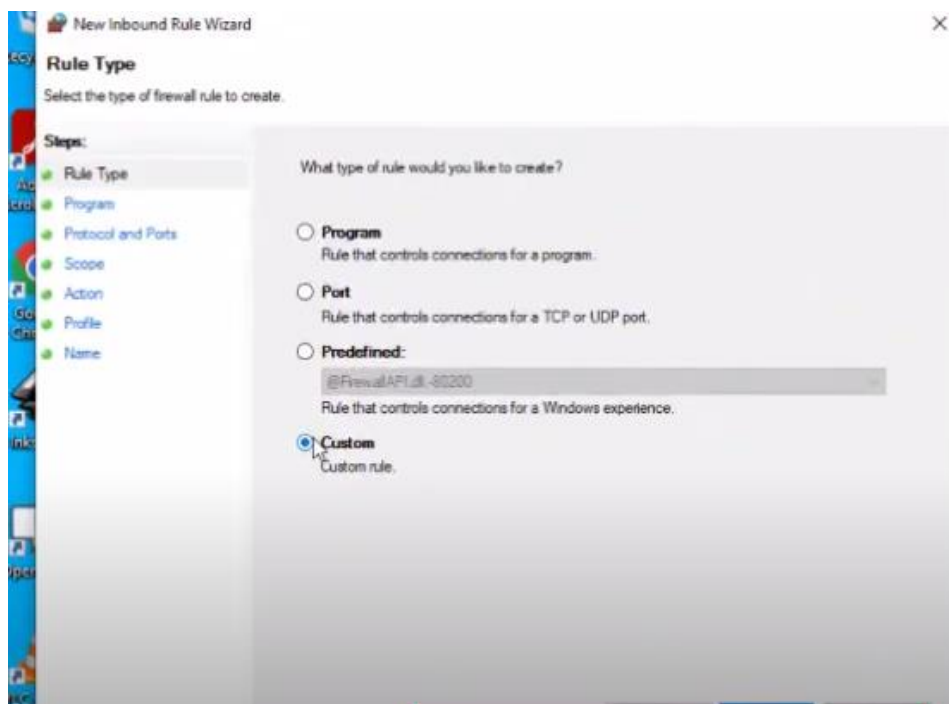 New Inbound Rule Wizard
Rule Type
Select the type of firewall rule to create.
Steps:
Rule Type
Program
Protocol and Ports
Scope
Action
Profile
Name
What type of rule would you like to create?
Program
Rule that controls connections for a program.
Port
Rule that controls connections for a TCP or UDP port.
Predefined:
@FirewallAPI.dll,-80200
Rule that controls connections for a Windows experience.
Custom
Custom rule.